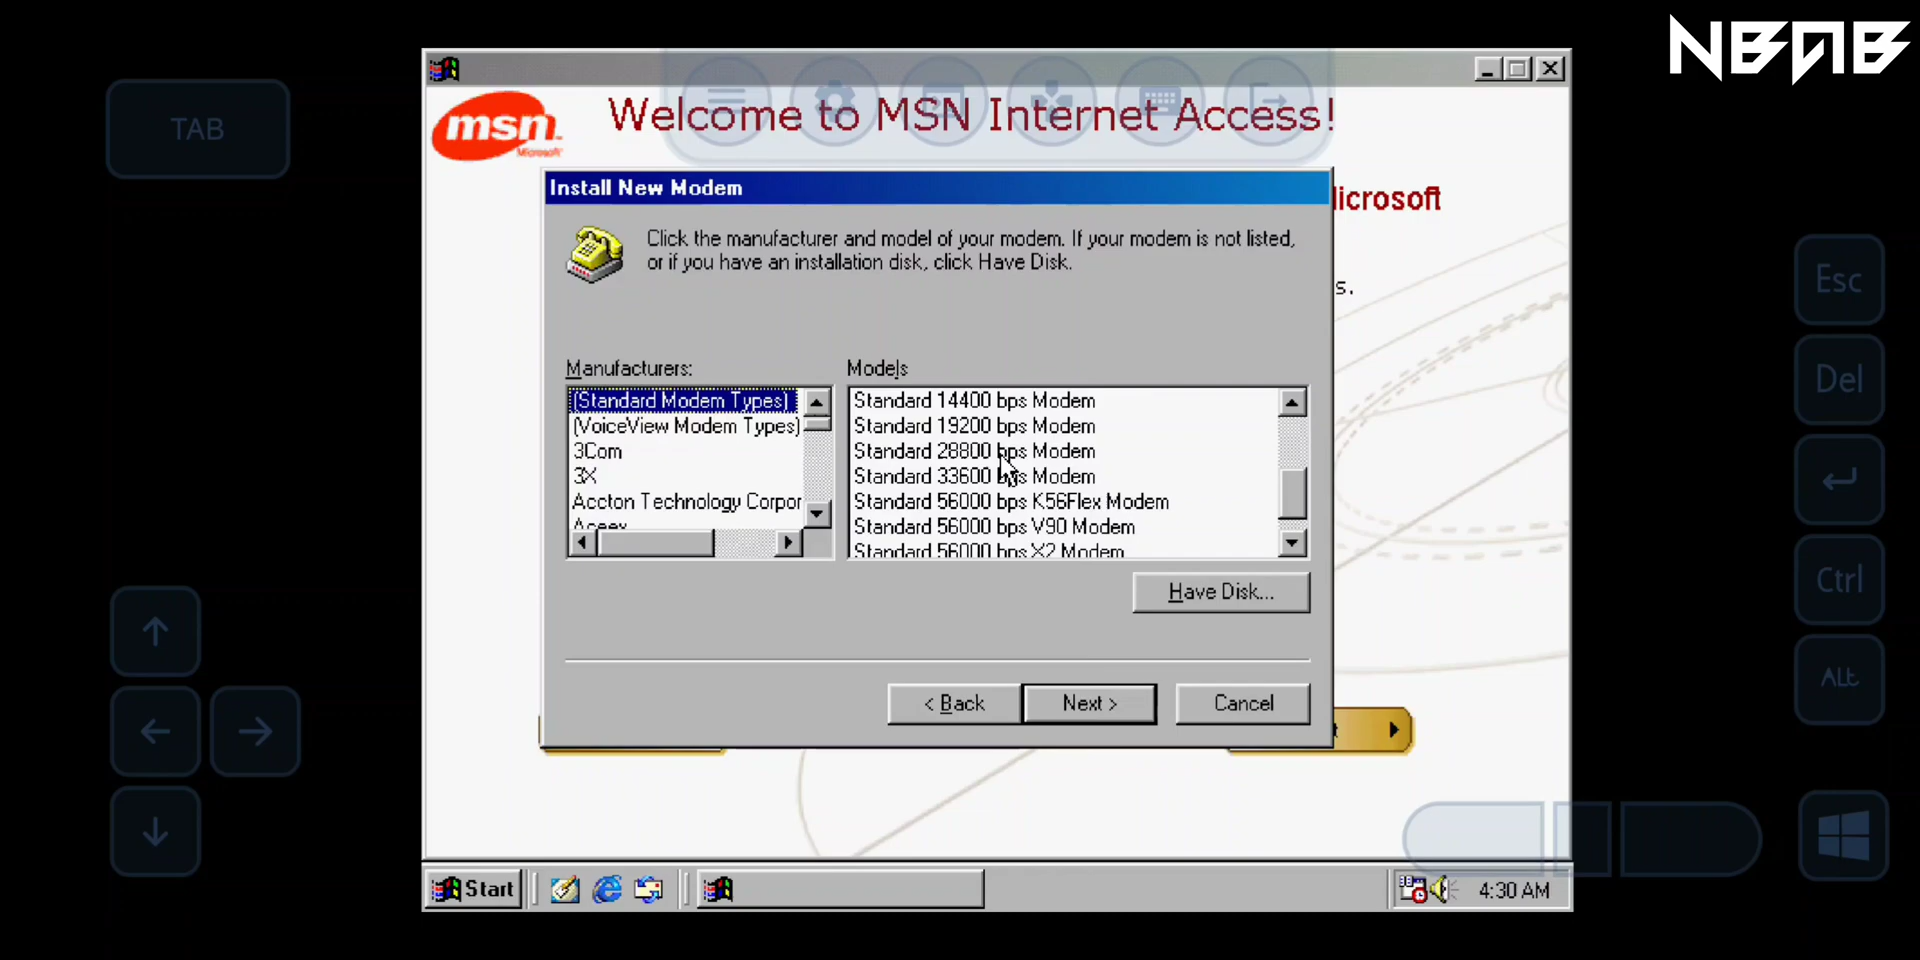 NBAB
TAB
msn.
Microsoft
Welcome to MSN Internet Access!
Install New Modem
icrosoft
Click the manufacturer and model of your modem. If your modem is not listed,
or if you have an installation disk, click Have Disk.
s.
Manufacturers:
Models
(Standard Modem Types)
(VoiceView Modem Types)
3Com
3X
Accton Technology Corpor
Aceex
Standard 14400 bps Modem
Standard 19200 bps Modem
Standard 28800 bps Modem
Standard 33600 bps Modem
Standard 56000 bps K56Flex Modem
Standard 56000 bps V90 Modem
Standard 56000 bps X2 Modem
Have Disk...
< Back
Next >
Cancel
t
Esc
Del
Ctrl
ALt
Start
4:30 AM